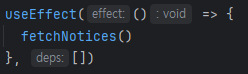 useEffect( effect: () : void => {
fetchNotices()
}, deps: [])